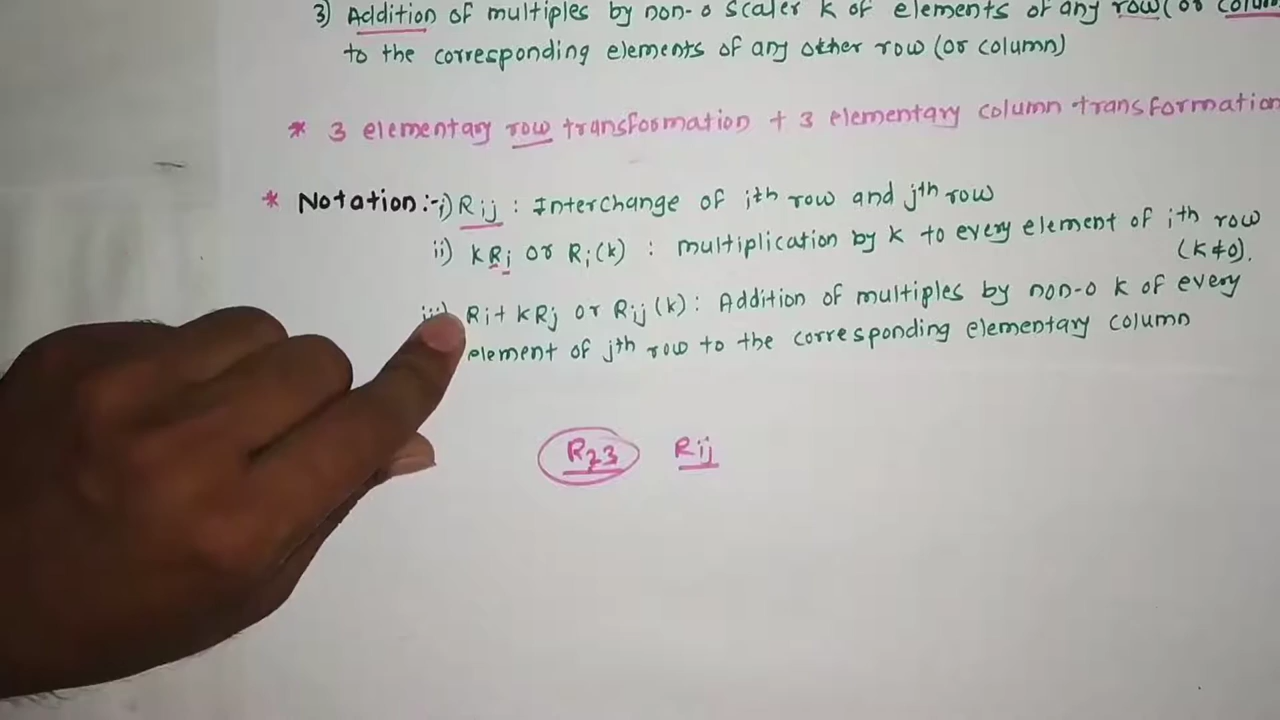 3) Addition of multiples by non-0 scaler k of elements of any row (or
to the corresponding elements of any other row (or column)
* 3 elementary row transformation + 3 elementary column transformation
* Notation:- i) Rij : Interchange of ith row and jth row
ii) kRi or Ri(k) : multiplication by k to every element of ith row
(k≠0).
iii) Ri + kRj or Rij(k): Addition of multiples by non-0 k of every
element of jth row to the corresponding elementary column
R23 Rij